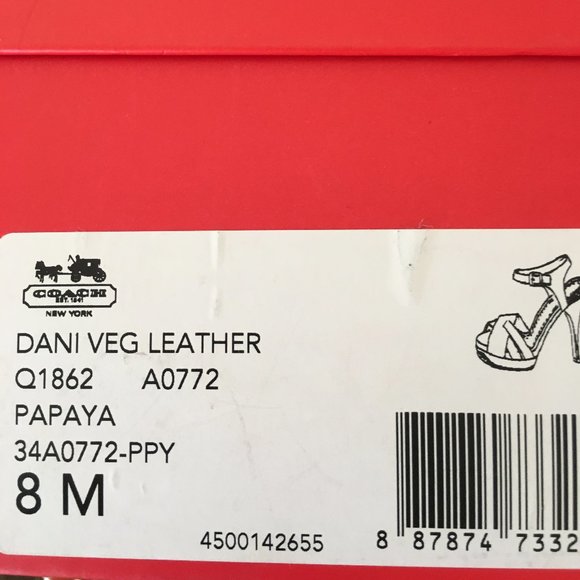 COACH
EST. 1941
NEW YORK
DANI VEG LEATHER
Q1862 A0772
PAPAYA
34A0772-PPY
8 M
4500142655
8 87874 7332